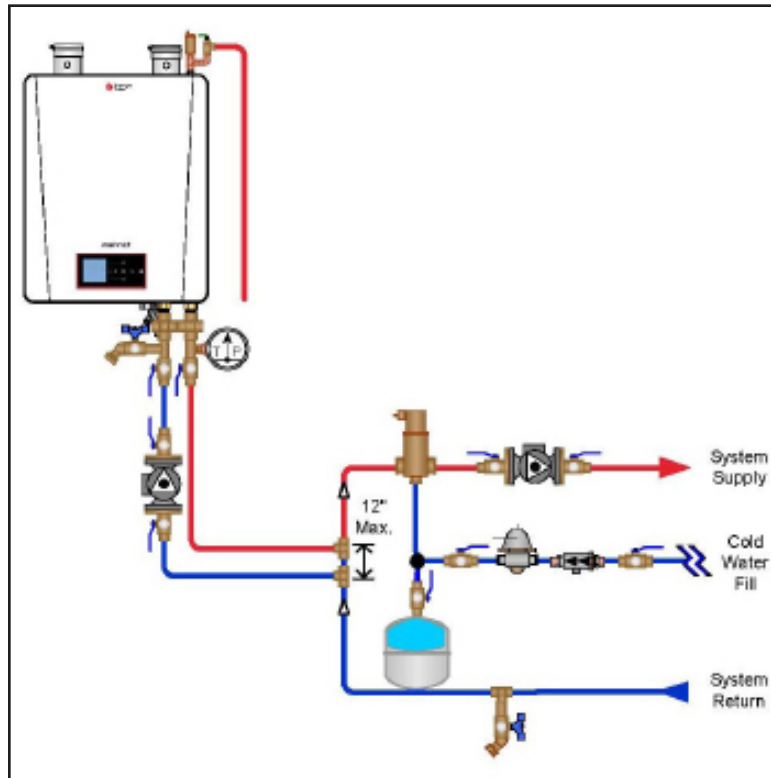 T P
12"
Max.
System
Supply
Cold
Water
Fill
System
Return